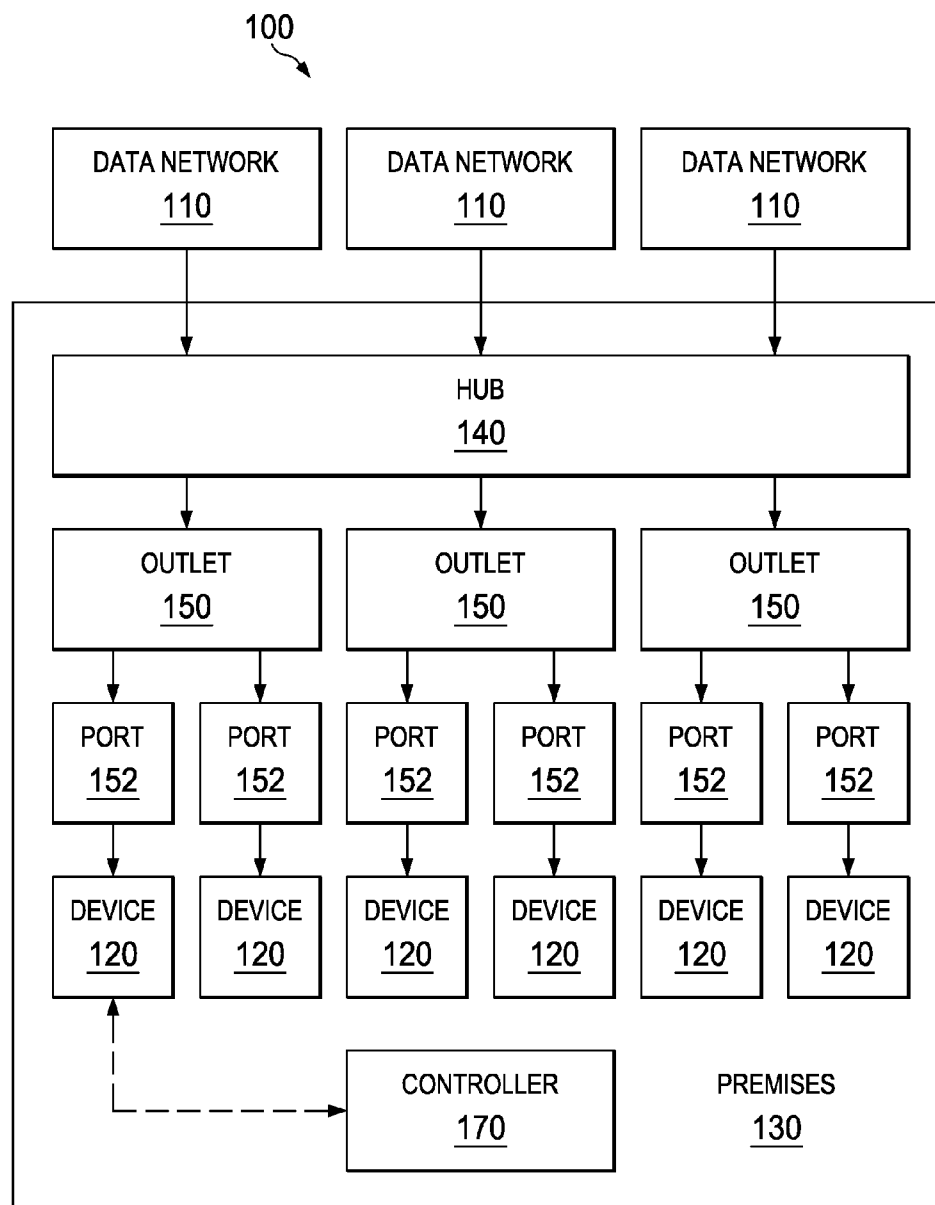 100
DATA NETWORK DATA NETWORK DATA NETWORK
110 110 110
HUB
140
OUTLET OUTLET OUTLET
150 150 150
PORT PORT PORT PORT PORT PORT
152 152 152 152 152 152
DEVICE DEVICE DEVICE DEVICE DEVICE DEVICE
120 120 120 120 120 120
CONTROLLER PREMISES
170 130